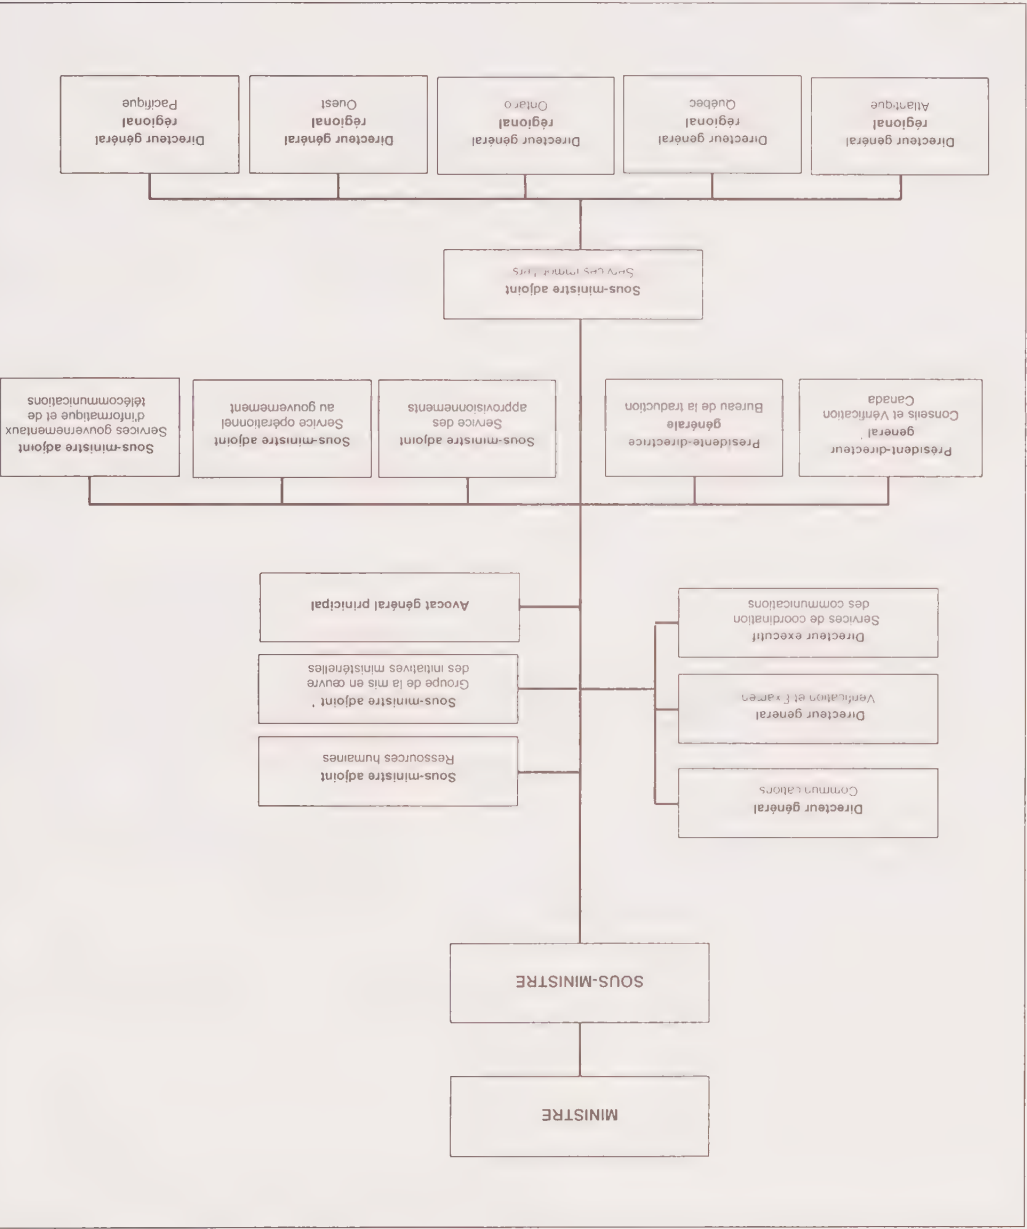 MINISTRE
SOUS-MINISTRE
Directeur général
Communications
Sous-ministre adjoint
Ressources humaines
Directeur général
Vérification et Examen
Sous-ministre adjoint
Groupe de la mis en œuvre
des initiatives ministérielles
Directeur exécutif
Services de coordination
des communications
Avocat général prinicipal
Président-directeur
général
Conseils et Vérification
Canada
Présidente-directrice
générale
Bureau de la traduction
Sous-ministre adjoint
Service des
approvisionnements
Sous-ministre adjoint
Service opérationnel
au gouvernement
Sous-ministre adjoint
Services gouvernementaux
d'informatique et de
télécommunications
Sous-ministre adjoint
Services immobiliers
Directeur général
régional
Atlantique
Directeur général
régional
Québec
Directeur général
régional
Ontario
Directeur général
régional
Ouest
Directeur général
régional
Pacifique